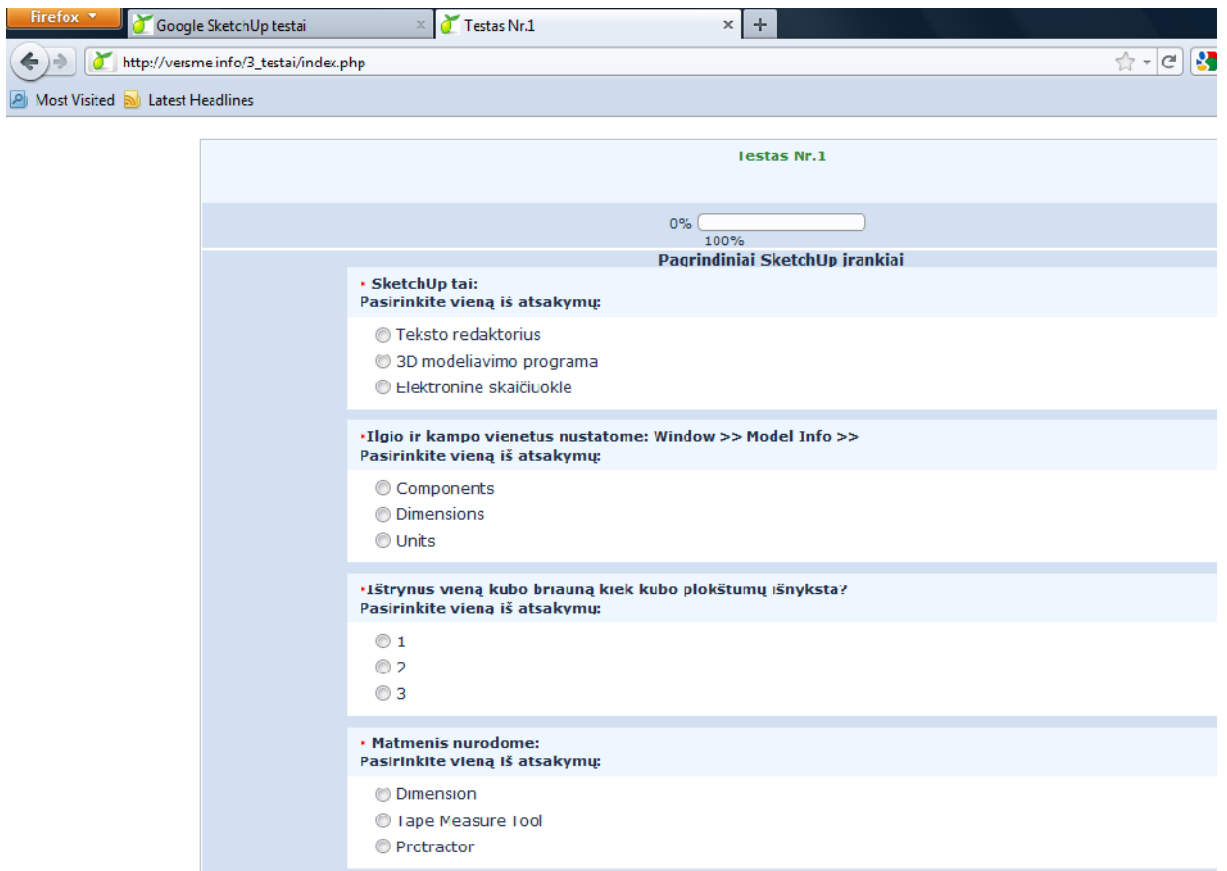 Firefox
Google SketchUp testai
Testas Nr.1
http://versme.info/3_testai/index.php
Most Visited
Latest Headlines
Testas Nr.1
0%
100%
Pagrindiniai SketchUp įrankiai
SketchUp tai:
Pasirinkite vieną iš atsakymų:
Teksto redaktorius
3D modeliavimo programa
Elektroninė skaičiuoklė
Ilgio ir kampo vienetus nustatome: Window >> Model Info >>
Pasirinkite vieną iš atsakymų:
Components
Dimensions
Units
Ištrynus vieną kubo briauną kiek kubo plokštumų išnyksta?
Pasirinkite vieną iš atsakymų:
1
2
3
Matmenis nurodome:
Pasirinkite vieną iš atsakymų:
Dimension
Tape Measure Tool
Protractor